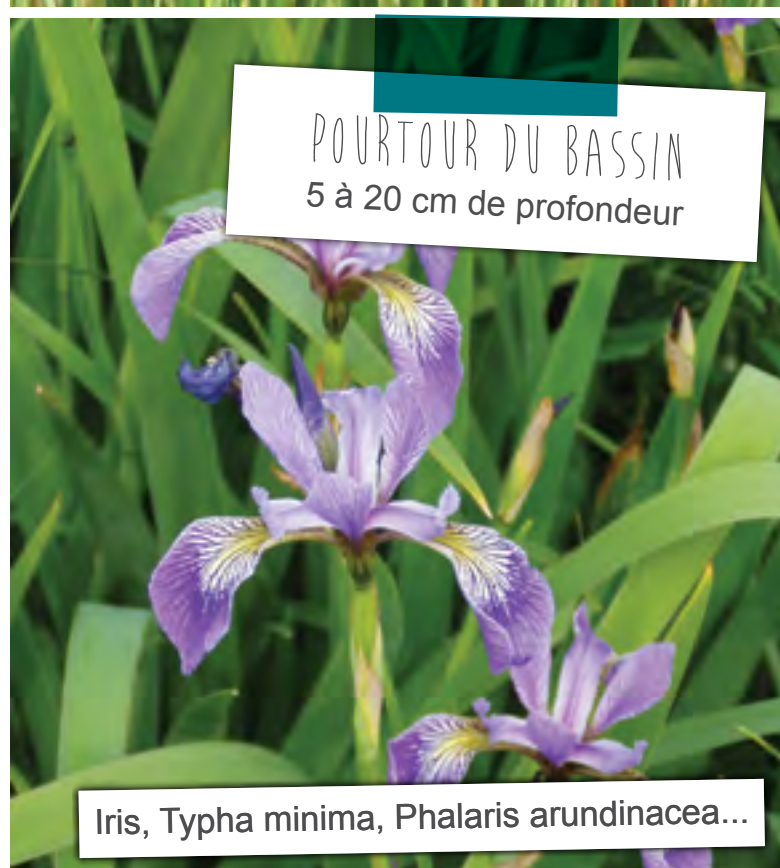 POURTOUR DU BASSIN
5 à 20 cm de profondeur
Iris, Typha minima, Phalaris arundinacea...